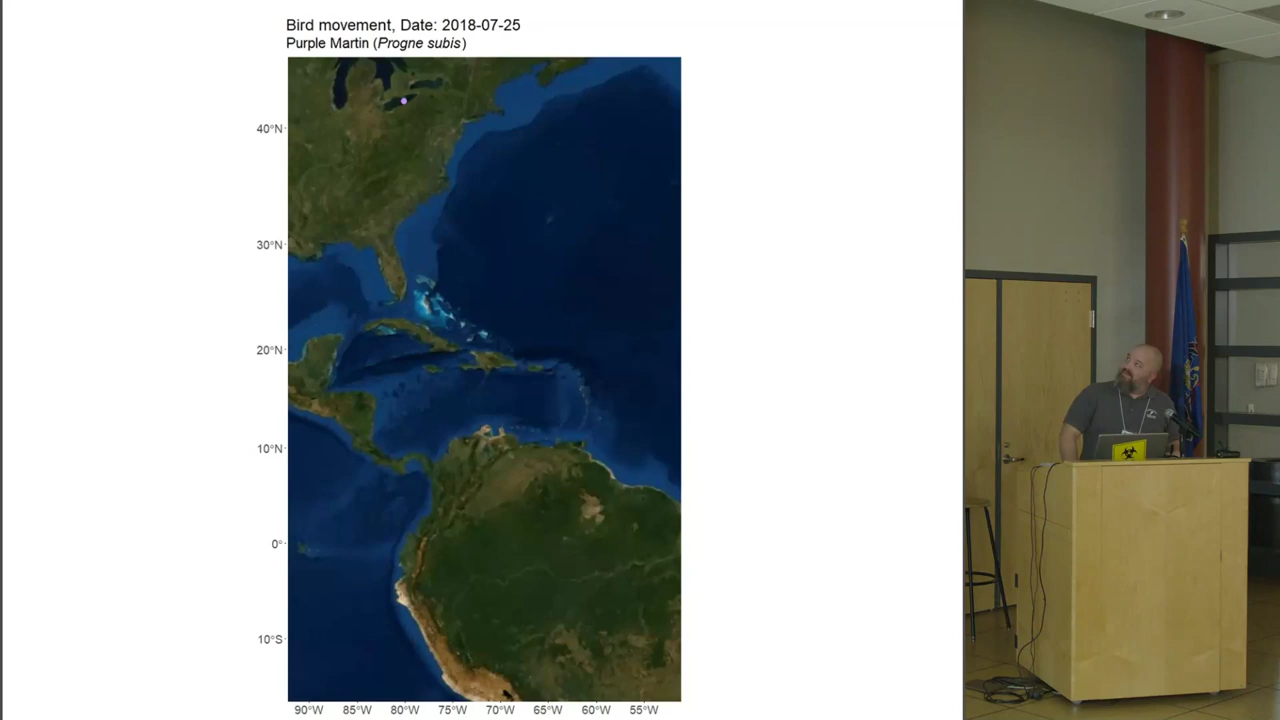 Bird movement, Date: 2018-07-25
Purple Martin (Progne subis)
40°N
30°N
20°N
10°N
0°
10°S
90°W 85°W 80°W 75°W 70°W 65°W 60°W 55°W